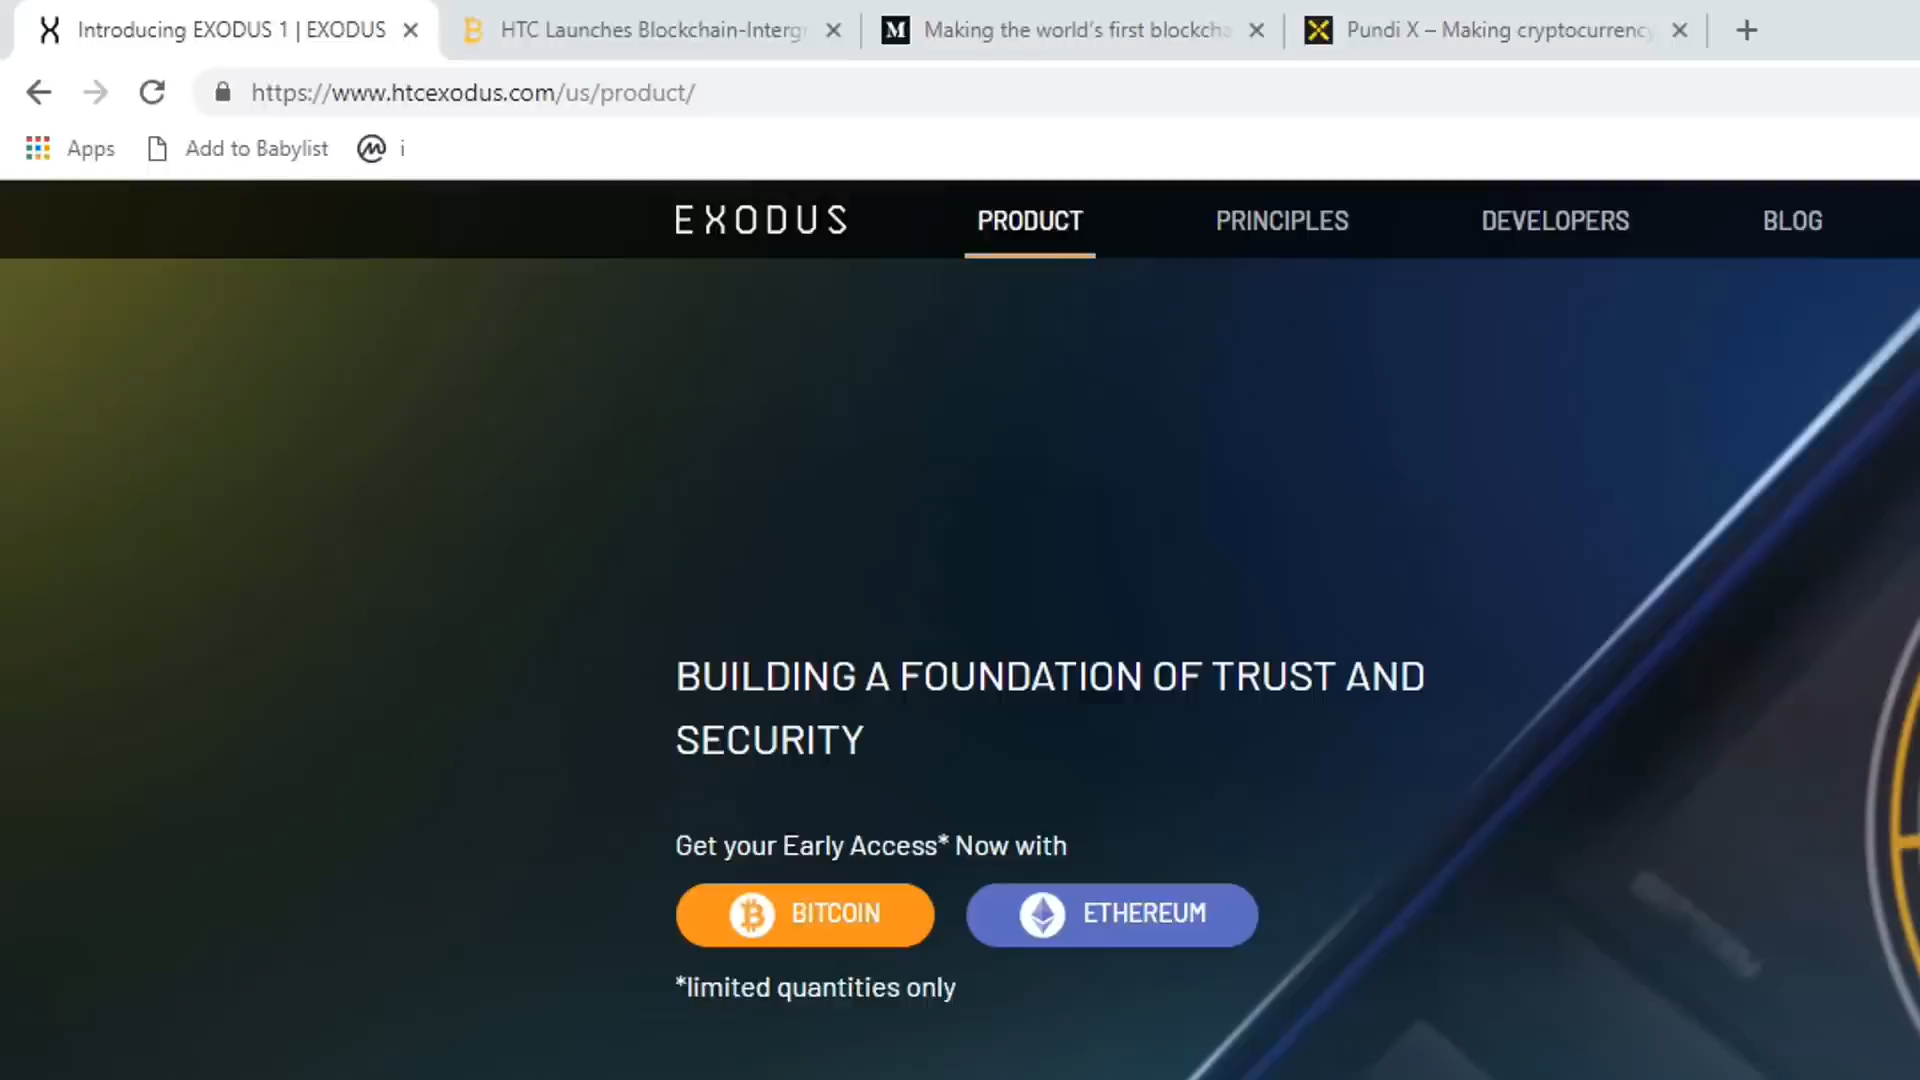 Introducing EXODUS 1 | EXODUS
HTC Launches Blockchain-Intergr
Making the world's first blockcha
Pundi X – Making cryptocurrency
https://www.htcexodus.com/us/product/
Apps
Add to Babylist
i
EXODUS
PRODUCT
PRINCIPLES
DEVELOPERS
BLOG
BUILDING A FOUNDATION OF TRUST AND
SECURITY
Get your Early Access* Now with
BITCOIN
ETHEREUM
*limited quantities only